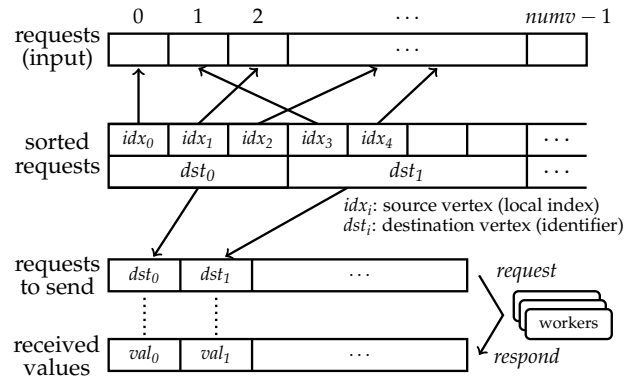 0 1 2 ··· numv − 1
requests
(input)
···
sorted
requests
idx0 idx1 idx2 idx3 idx4 ···
dst0 dst1 ···
idxi: source vertex (local index)
dsti: destination vertex (identifier)
requests
to send
dst0 dst1 ···
request
workers
received
values
val0 val1 ···
respond